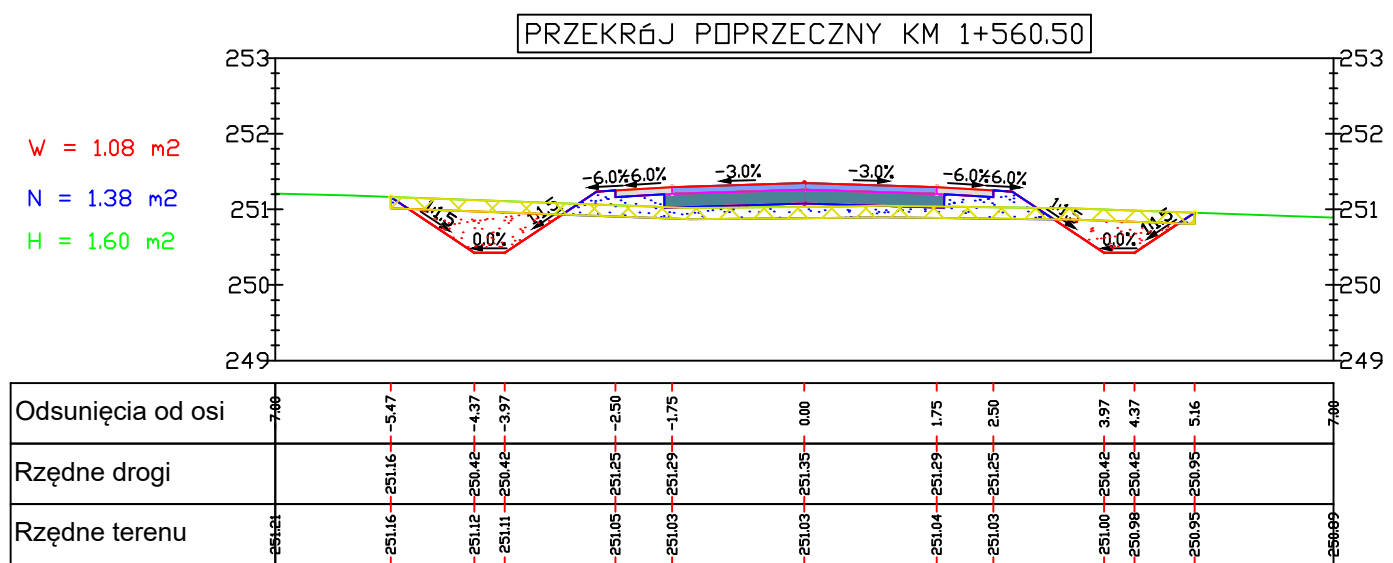 PRZEKRóJ POPRZECZNY KM 1+560.50
253 253
252 252
251 251
250 250
249 249
W = 1.08 m2
N = 1.38 m2
H = 1.60 m2
-6.0% -6.0% -3.0% -3.0% -6.0% -6.0%
1:1.5 1:1.5 1:1.5 1:1.5
0.0% 0.0%
Odsunięcia od osi 7.00 -5.47 -4.37 -3.97 -2.50 -1.75 0.00 1.75 2.50 3.97 4.37 5.16 7.00
Rzędne drogi 251.16 250.42 250.42 251.25 251.29 251.35 251.29 251.25 250.42 250.42 250.95
Rzędne terenu 251.21 251.16 251.12 251.11 251.05 251.03 251.03 251.04 251.03 251.00 250.98 250.95 250.89